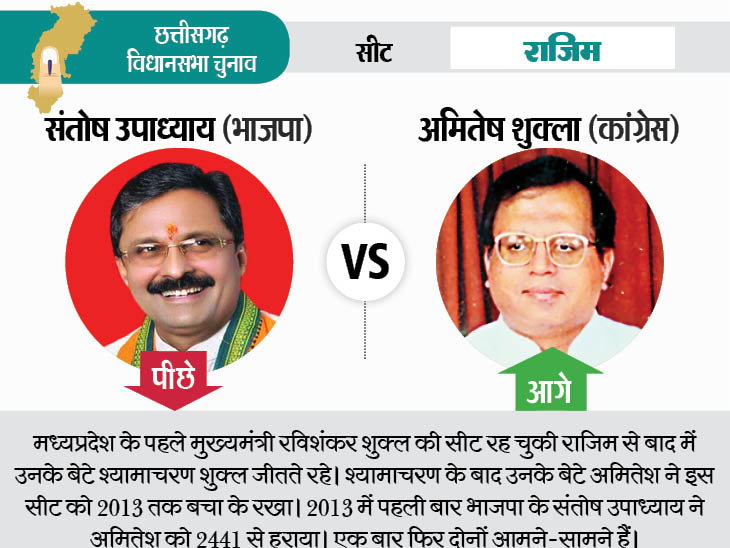 छत्तीसगढ़
विधानसभा चुनाव
सीट
राजिम
संतोष उपाध्याय (भाजपा)
अमितेष शुक्ला (कांग्रेस)
VS
पीछे
आगे
मध्यप्रदेश के पहले मुख्यमंत्री रविशंकर शुक्ल की सीट रह चुकी राजिम से बाद में
उनके बेटे श्यामाचरण शुक्ल जीतते रहे। श्यामाचरण के बाद उनके बेटे अमितेश ने इस
सीट को 2013 तक बचा के रखा। 2013 में पहली बार भाजपा के संतोष उपाध्याय ने
अमितेश को 2441 से हराया। एक बार फिर दोनों आमने-सामने हैं।